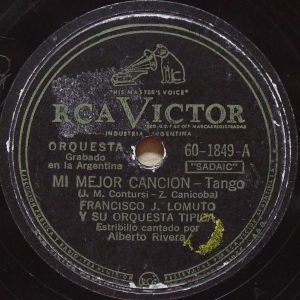 "HIS MASTER'S VOICE"
RCA VICTOR
INDUSTRIA ARGENTINA
ORQUESTA
Grabado
en la Argentina
60-1849-A
"SADAIC"
MI MEJOR CANCION - Tango
(J. M. Contursi - Z. Canicoba)
FRANCISCO J. LOMUTO
Y SU ORQUESTA TIPICA
Estribillo cantado por
Alberto Rivera
RCA